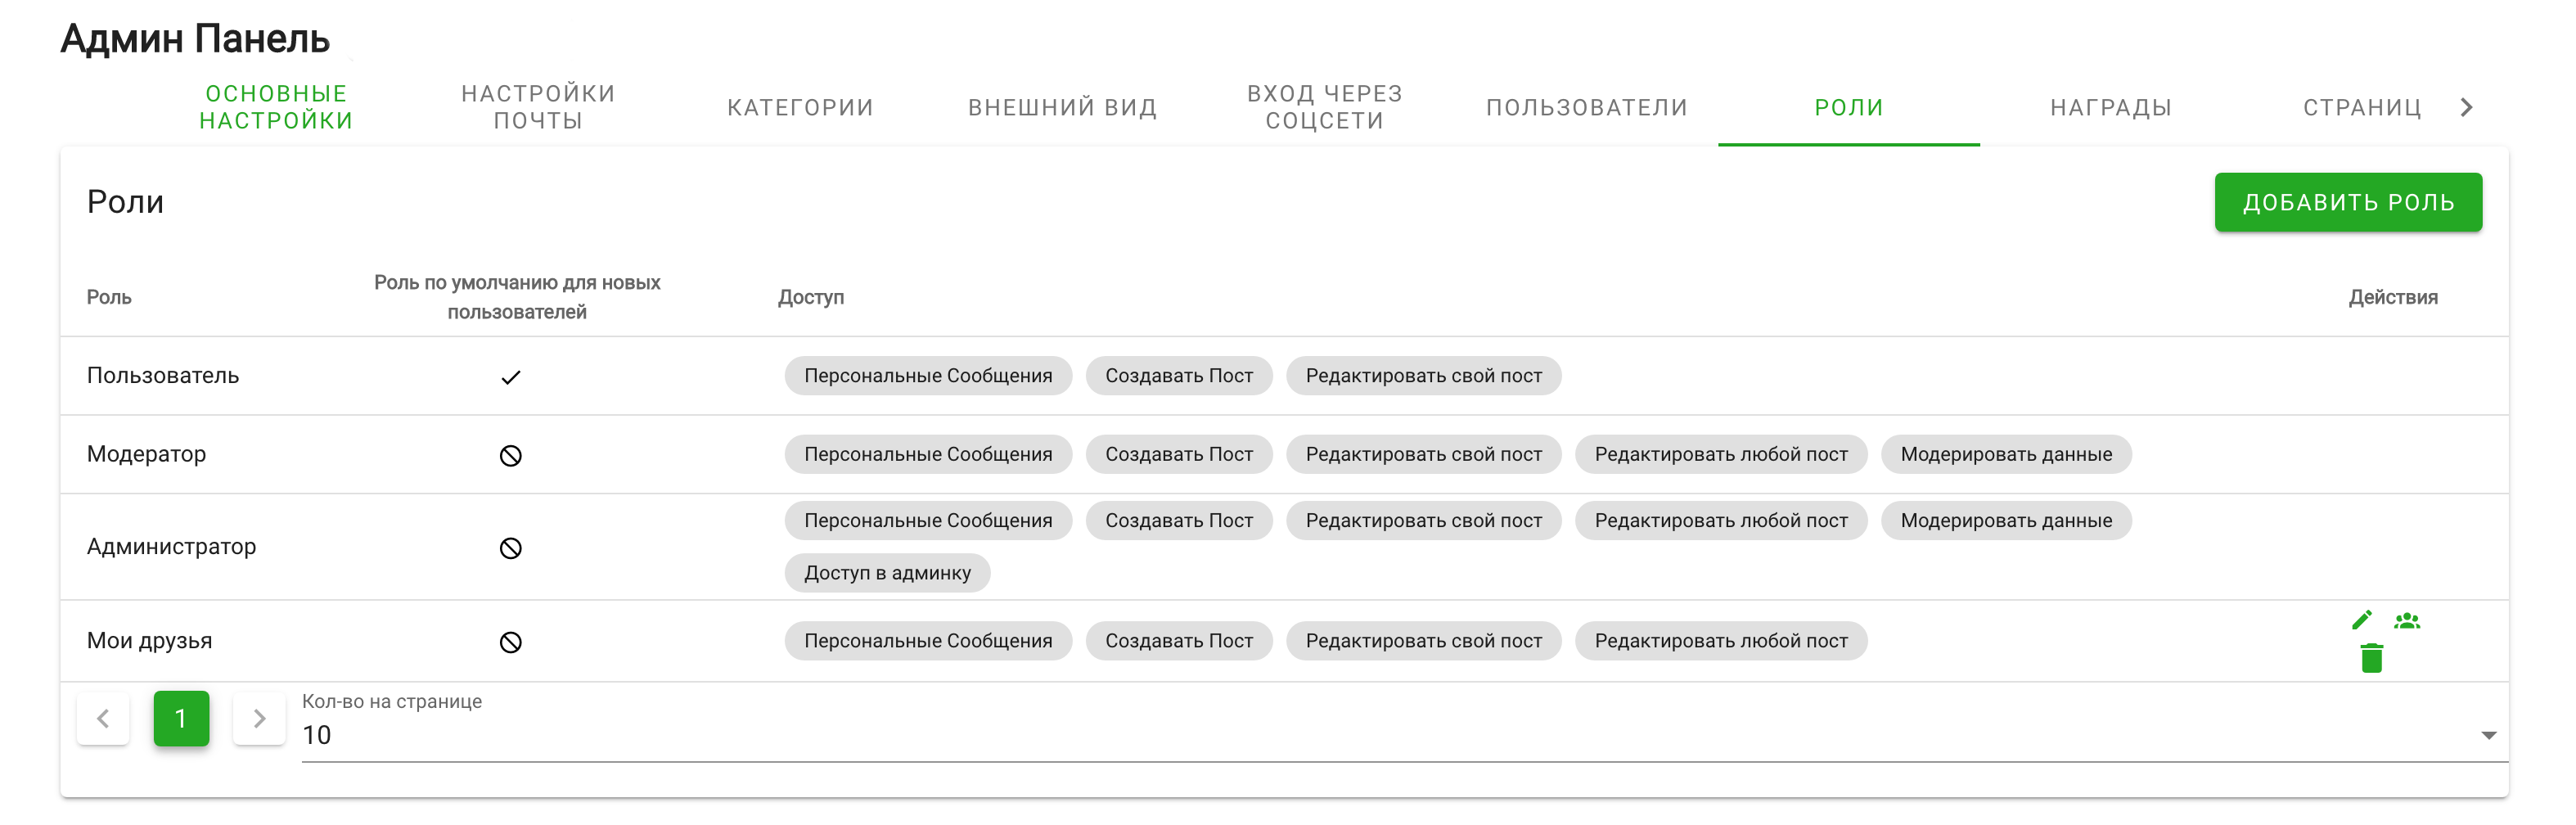 Админ Панель
ОСНОВНЫЕ НАСТРОЙКИ
НАСТРОЙКИ ПОЧТЫ
КАТЕГОРИИ
ВНЕШНИЙ ВИД
ВХОД ЧЕРЕЗ СОЦСЕТИ
ПОЛЬЗОВАТЕЛИ
РОЛИ
НАГРАДЫ
СТРАНИЦ
Роли
ДОБАВИТЬ РОЛЬ
Роль
Роль по умолчанию для новых
пользователей
Доступ
Действия
Пользователь
Персональные Сообщения
Создавать Пост
Редактировать свой пост
Модератор
Персональные Сообщения
Создавать Пост
Редактировать свой пост
Редактировать любой пост
Модерировать данные
Администратор
Персональные Сообщения
Создавать Пост
Редактировать свой пост
Редактировать любой пост
Модерировать данные
Доступ в админку
Мои друзья
Персональные Сообщения
Создавать Пост
Редактировать свой пост
Редактировать любой пост
1
Кол-во на странице
10